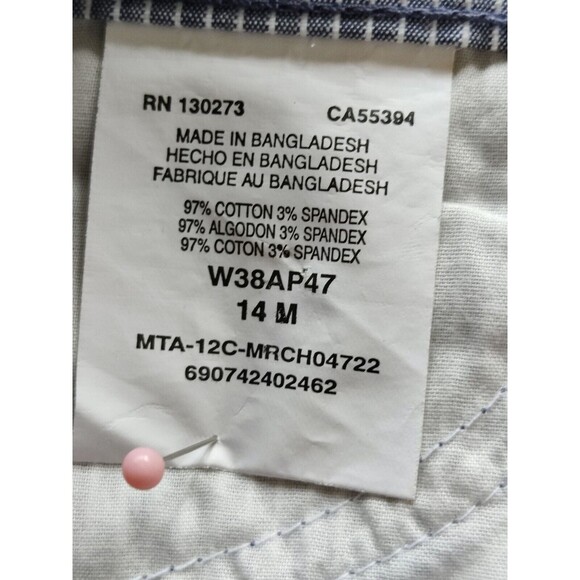 RN 130273 CA55394
MADE IN BANGLADESH
HECHO EN BANGLADESH
FABRIQUE AU BANGLADESH
97% COTTON 3% SPANDEX
97% ALGODON 3% SPANDEX
97% COTON 3% SPANDEX
W38AP47
14 M
MTA-12C-MRCH04722
690742402462